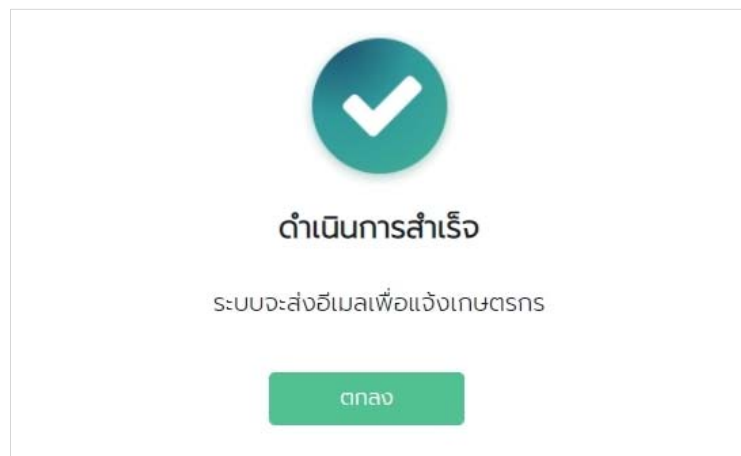 ดำเนินการสำเร็จ
ระบบจะส่งอีเมลเพื่อแจ้งเกษตรกร
ตกลง